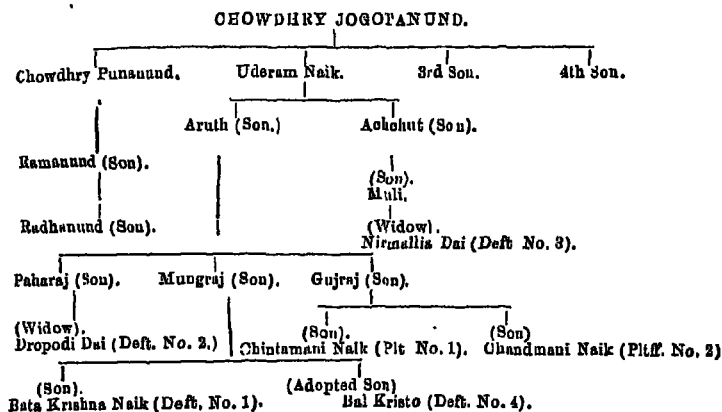 CHOWDHRY JOGOPANUND.
Chowdhry Punanund. Uderam Naik. 3rd Son. 4th Son.
Aruth (Son.) Achchut (Son).
Ramanund (Son).
(Son).
Muli.
Radhanund (Son).
(Widow).
Nirmallia Dai (Deft No. 3).
Paharaj (Son). Mungraj (Son). Gujraj (Son).
(Widow).
Dropodi Dai (Deft. No. 2.)
(Son).
Chintamani Naik (Plt No. 1).
(Son)
Chandmani Naik (Pltff. No. 2)
(Son).
Bata Krishna Naik (Deft, No. 1).
(Adopted Son)
Bal Kristo (Deft. No. 4).